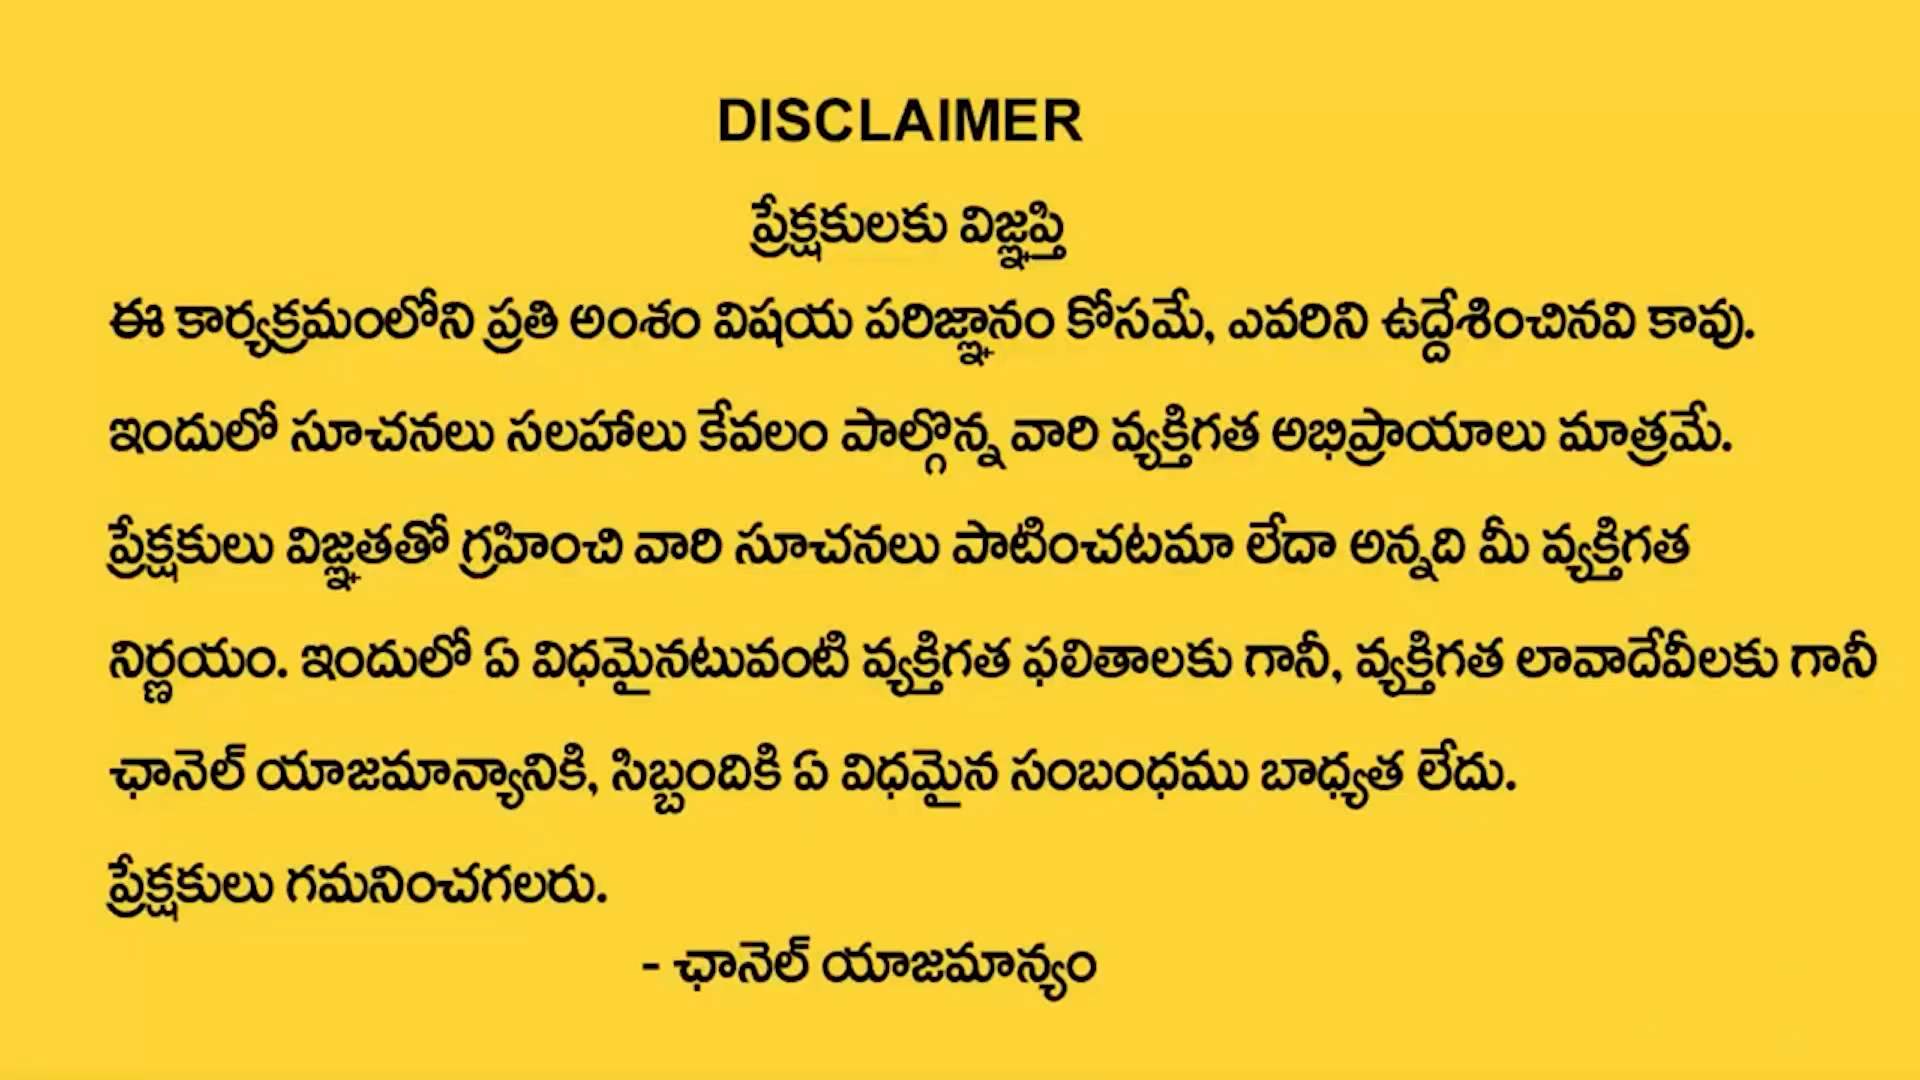 DISCLAIMER
ప్రేక్షకులకు విజ్ఞప్తి
ఈ కార్యక్రమంలోని ప్రతి అంశం విషయ పరిజ్ఞానం కోసమే, ఎవరిని ఉద్దేశించినవి కావు.
ఇందులో సూచనలు సలహాలు కేవలం పాల్గొన్న వారి వ్యక్తిగత అభిప్రాయాలు మాత్రమే.
ప్రేక్షకులు విజ్ఞతతో గ్రహించి వారి సూచనలు పాటించటమా లేదా అన్నది మీ వ్యక్తిగత
నిర్ణయం. ఇందులో ఏ విధమైనటువంటి వ్యక్తిగత ఫలితాలకు గానీ, వ్యక్తిగత లావాదేవీలకు గానీ
ఛానెల్ యాజమాన్యానికి, సిబ్బందికి ఏ విధమైన సంబంధము బాధ్యత లేదు.
ప్రేక్షకులు గమనించగలరు.
- ఛానెల్ యాజమాన్యం